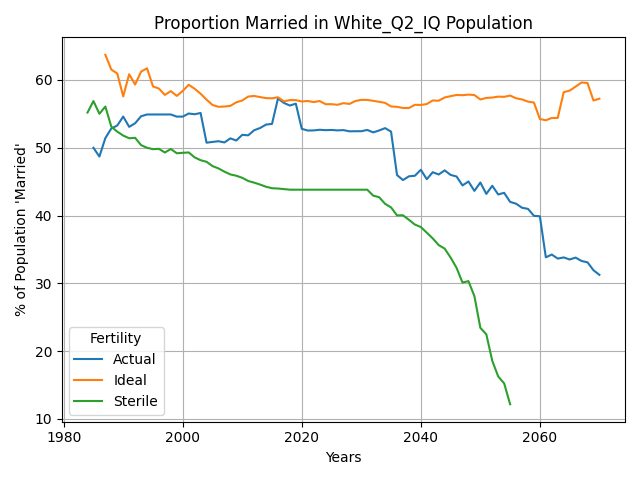 Proportion Married in White_Q2_IQ Population
% of Population 'Married'
60
50
40
30
20
10
Fertility
Actual
Ideal
Sterile
1980
2000
2020
2040
2060
Years